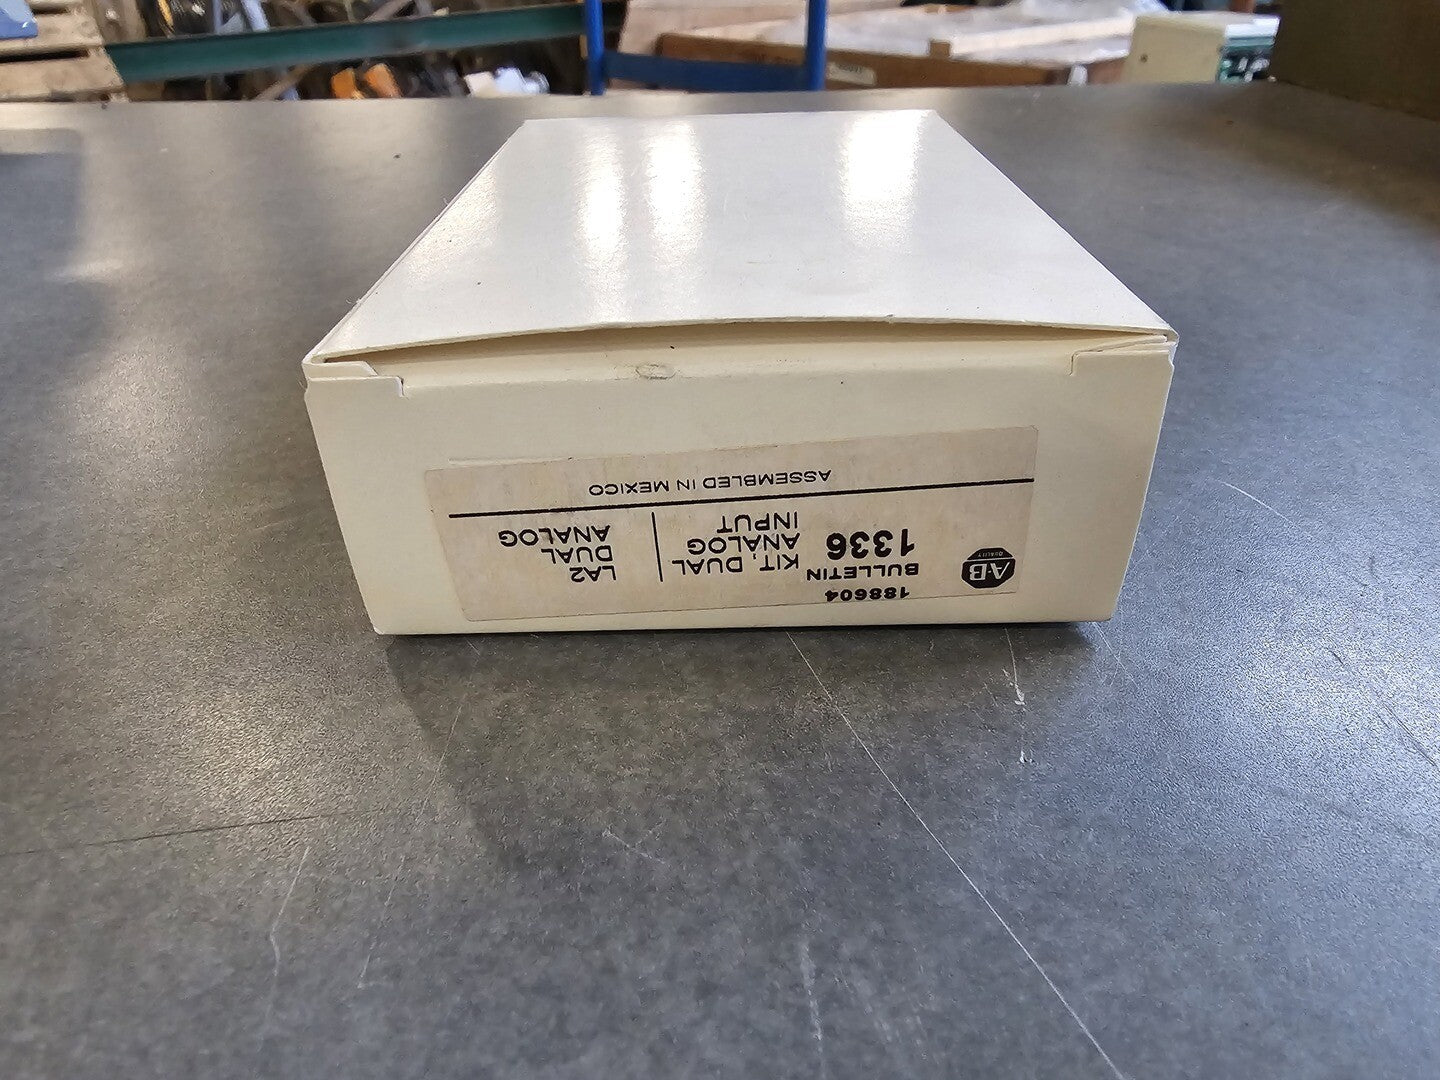 188604
A-B
QUALITY
BULLETIN
1336
KIT, DUAL
ANALOG
INPUT
LA2
DUAL
ANALOG
ASSEMBLED IN MEXICO